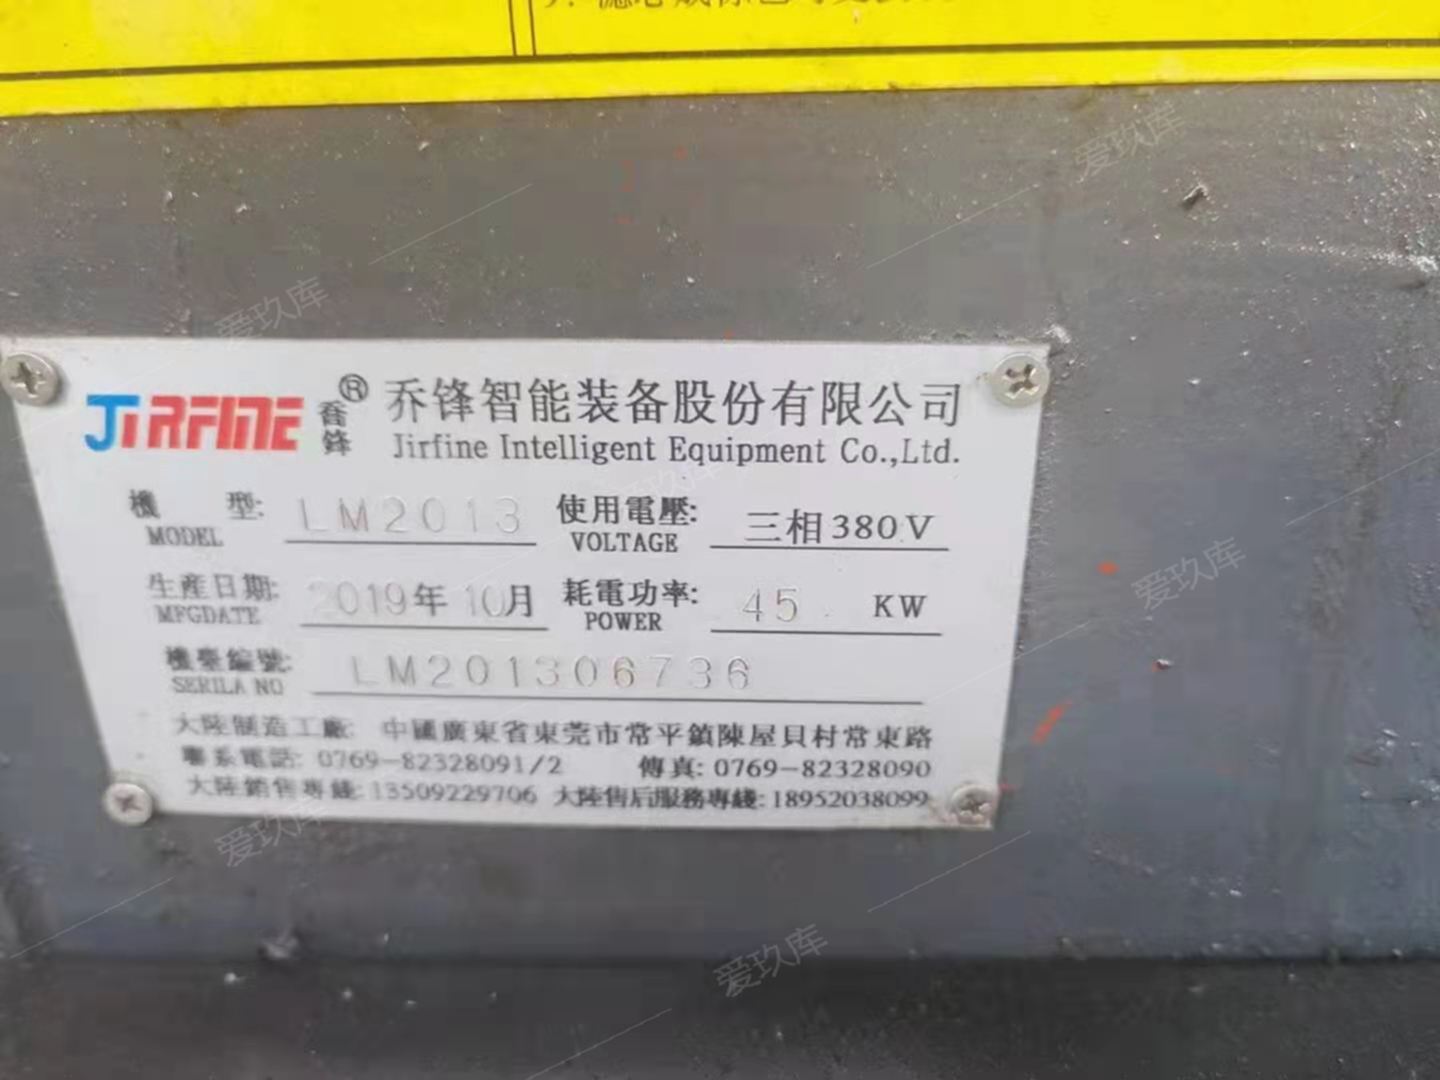 JIRFINE ® 喬鋒 乔锋智能装备股份有限公司
Jirfine Intelligent Equipment Co.,Ltd.
機型: LM2013 使用電壓: 三相380V
MODEL VOLTAGE
生産日期: 2019年10月 耗電功率: 45 KW
MFGDATE POWER
機臺編號: LM201306736
SERILA NO
大陸制造工廠: 中國廣東省東莞市常平鎮陳屋貝村常東路
聯系電話: 0769-82328091/2 傳真: 0769-82328090
大陸銷售專綫: 13509229706 大陸售后服務專綫: 18952038099
爱玖库
爱玖库
爱玖库
爱玖库
爱玖库